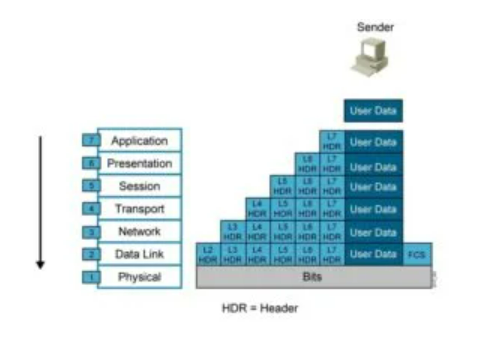 Sender
User Data
7 Application L7 HDR User Data
6 Presentation L6 HDR L7 HDR User Data
5 Session L5 HDR L6 HDR L7 HDR User Data
4 Transport L4 HDR L5 HDR L6 HDR L7 HDR User Data
3 Network L3 HDR L4 HDR L5 HDR L6 HDR L7 HDR User Data
2 Data Link L2 HDR L3 HDR L4 HDR L5 HDR L6 HDR L7 HDR User Data FCS
1 Physical Bits
HDR = Header